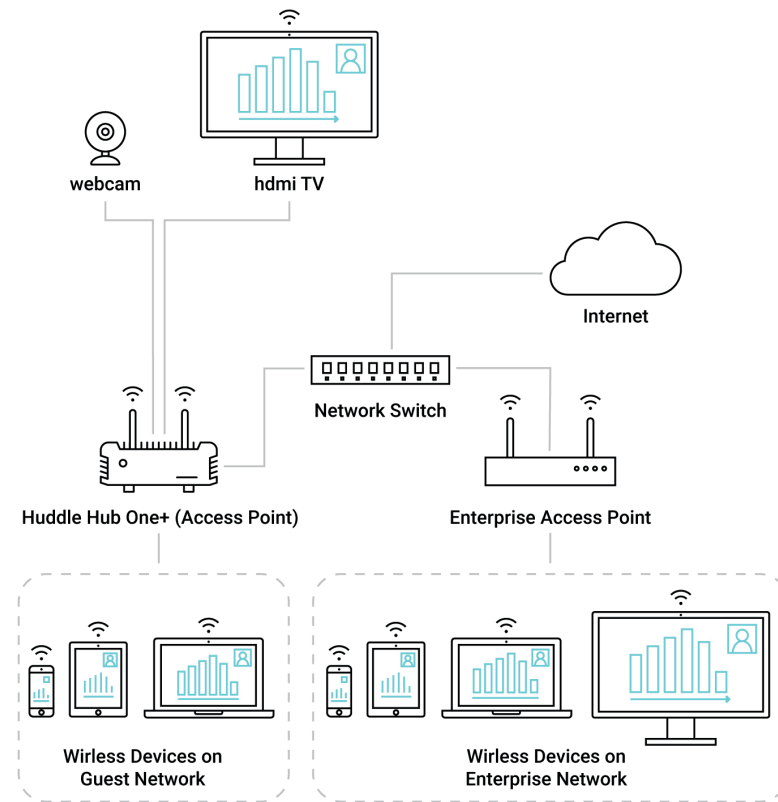 webcam
hdmi TV
Internet
Network Switch
Huddle Hub One+ (Access Point)
Enterprise Access Point
Wirless Devices on
Guest Network
Wirless Devices on
Enterprise Network